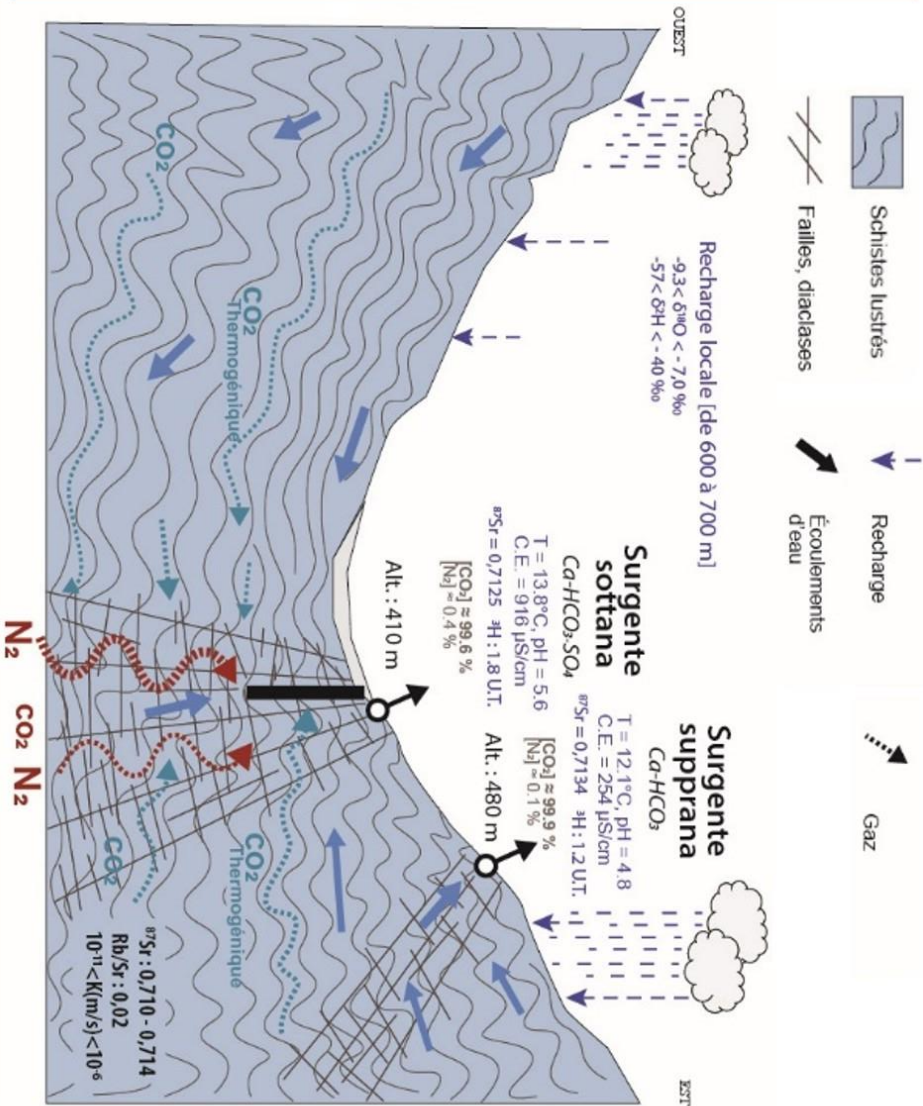 OUEST
EST
Schistes lustrés
Failles, diaclases
Recharge
Écoulements
d'eau
Gaz
Recharge locale [de 600 à 700 m]
-9.3< δ¹⁸O < - 7,0 ‰
-57< δ²H < - 40 ‰
Surgente
sottana
Ca-HCO₃-SO₄
T = 13.8°C, pH = 5.6
C.E. = 916 µS/cm
⁸⁷Sr = 0,7125 ³H : 1.8 U.T.
[CO₂] ≈ 99.6 %
[N₂] ≈ 0.4 %
Alt. : 410 m
Surgente
supprana
Ca-HCO₃
T = 12.1°C, pH = 4.8
C.E. = 254 µS/cm
⁸⁷Sr = 0,7134 ³H : 1.2 U.T.
[CO₂] ≈ 99.9 %
[N₂] ≈ 0.1 %
Alt. : 480 m
CO₂
CO₂
Thermogénique
CO₂
Thermogénique
CO₂
N₂
CO₂
N₂
⁸⁷Sr : 0,710 - 0,714
Rb/Sr : 0,02
10⁻¹¹<K(m/s)<10⁻⁶